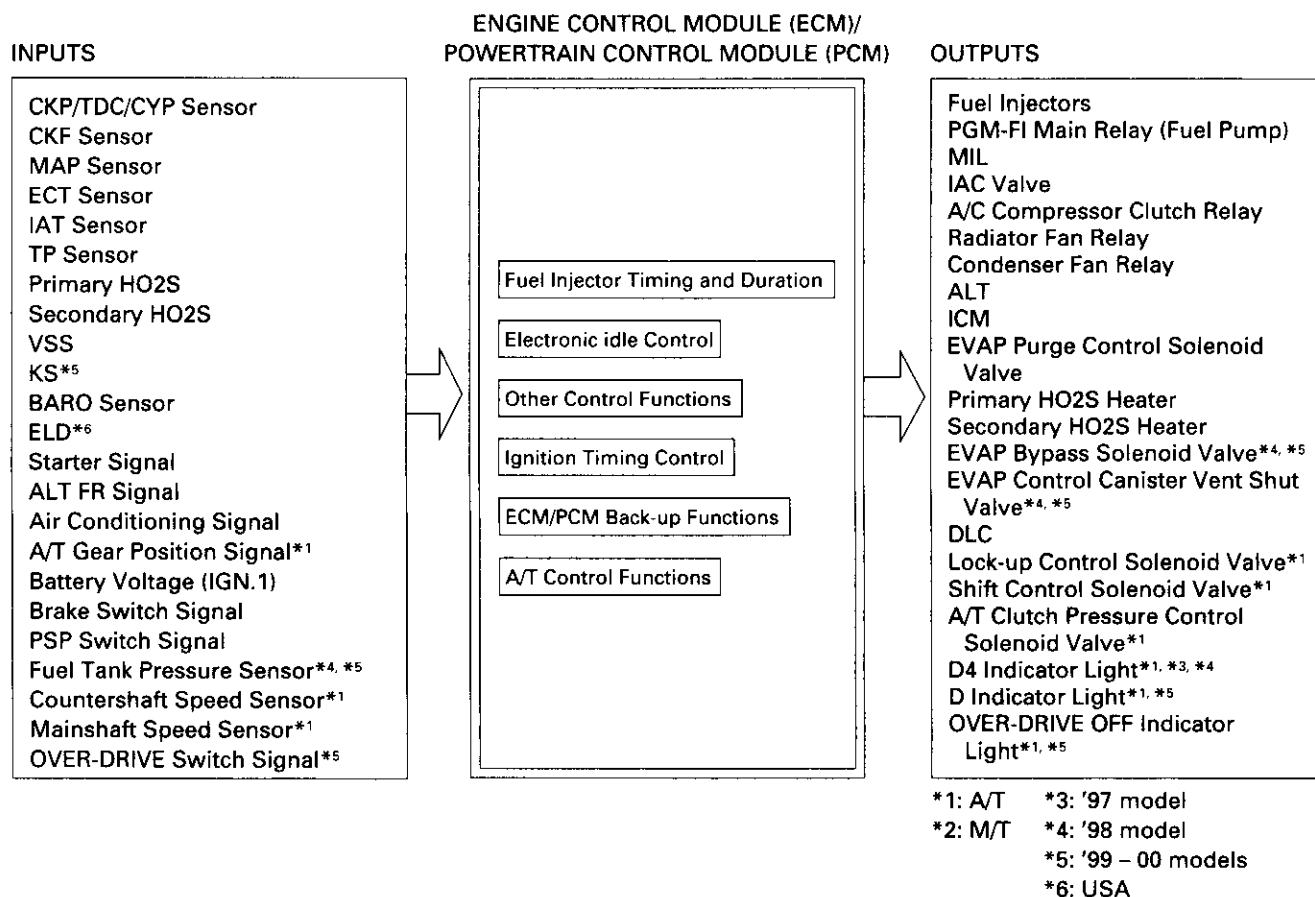 INPUTS
CKP/TDC/CYP Sensor
CKF Sensor
MAP Sensor
ECT Sensor
IAT Sensor
TP Sensor
Primary HO2S
Secondary HO2S
VSS
KS*5
BARO Sensor
ELD*6
Starter Signal
ALT FR Signal
Air Conditioning Signal
A/T Gear Position Signal*1
Battery Voltage (IGN.1)
Brake Switch Signal
PSP Switch Signal
Fuel Tank Pressure Sensor*4, *5
Countershaft Speed Sensor*1
Mainshaft Speed Sensor*1
OVER-DRIVE Switch Signal*5
ENGINE CONTROL MODULE (ECM)/
POWERTRAIN CONTROL MODULE (PCM)
Fuel Injector Timing and Duration
Electronic idle Control
Other Control Functions
Ignition Timing Control
ECM/PCM Back-up Functions
A/T Control Functions
OUTPUTS
Fuel Injectors
PGM-FI Main Relay (Fuel Pump)
MIL
IAC Valve
A/C Compressor Clutch Relay
Radiator Fan Relay
Condenser Fan Relay
ALT
ICM
EVAP Purge Control Solenoid
Valve
Primary HO2S Heater
Secondary HO2S Heater
EVAP Bypass Solenoid Valve*4, *5
EVAP Control Canister Vent Shut
Valve*4, *5
DLC
Lock-up Control Solenoid Valve*1
Shift Control Solenoid Valve*1
A/T Clutch Pressure Control
Solenoid Valve*1
D4 Indicator Light*1, *3, *4
D Indicator Light*1, *5
OVER-DRIVE OFF Indicator
Light*1, *5
*1: A/T *3: '97 model
*2: M/T *4: '98 model
*5: '99 – 00 models
*6: USA